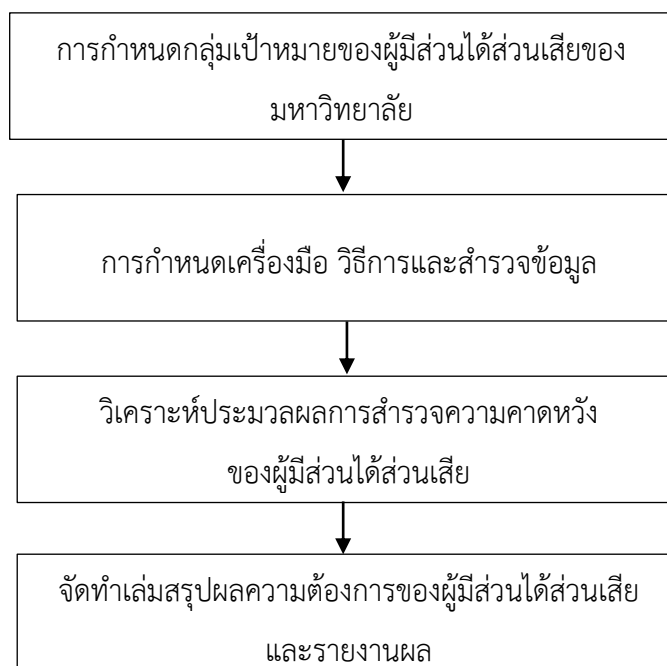 การกำหนดกลุ่มเป้าหมายของผู้มีส่วนได้ส่วนเสียของ
มหาวิทยาลัย
การกำหนดเครื่องมือ วิธีการและสำรวจข้อมูล
วิเคราะห์ประมวลผลการสำรวจความคาดหวัง
ของผู้มีส่วนได้ส่วนเสีย
จัดทำเล่มสรุปผลความต้องการของผู้มีส่วนได้ส่วนเสีย
และรายงานผล